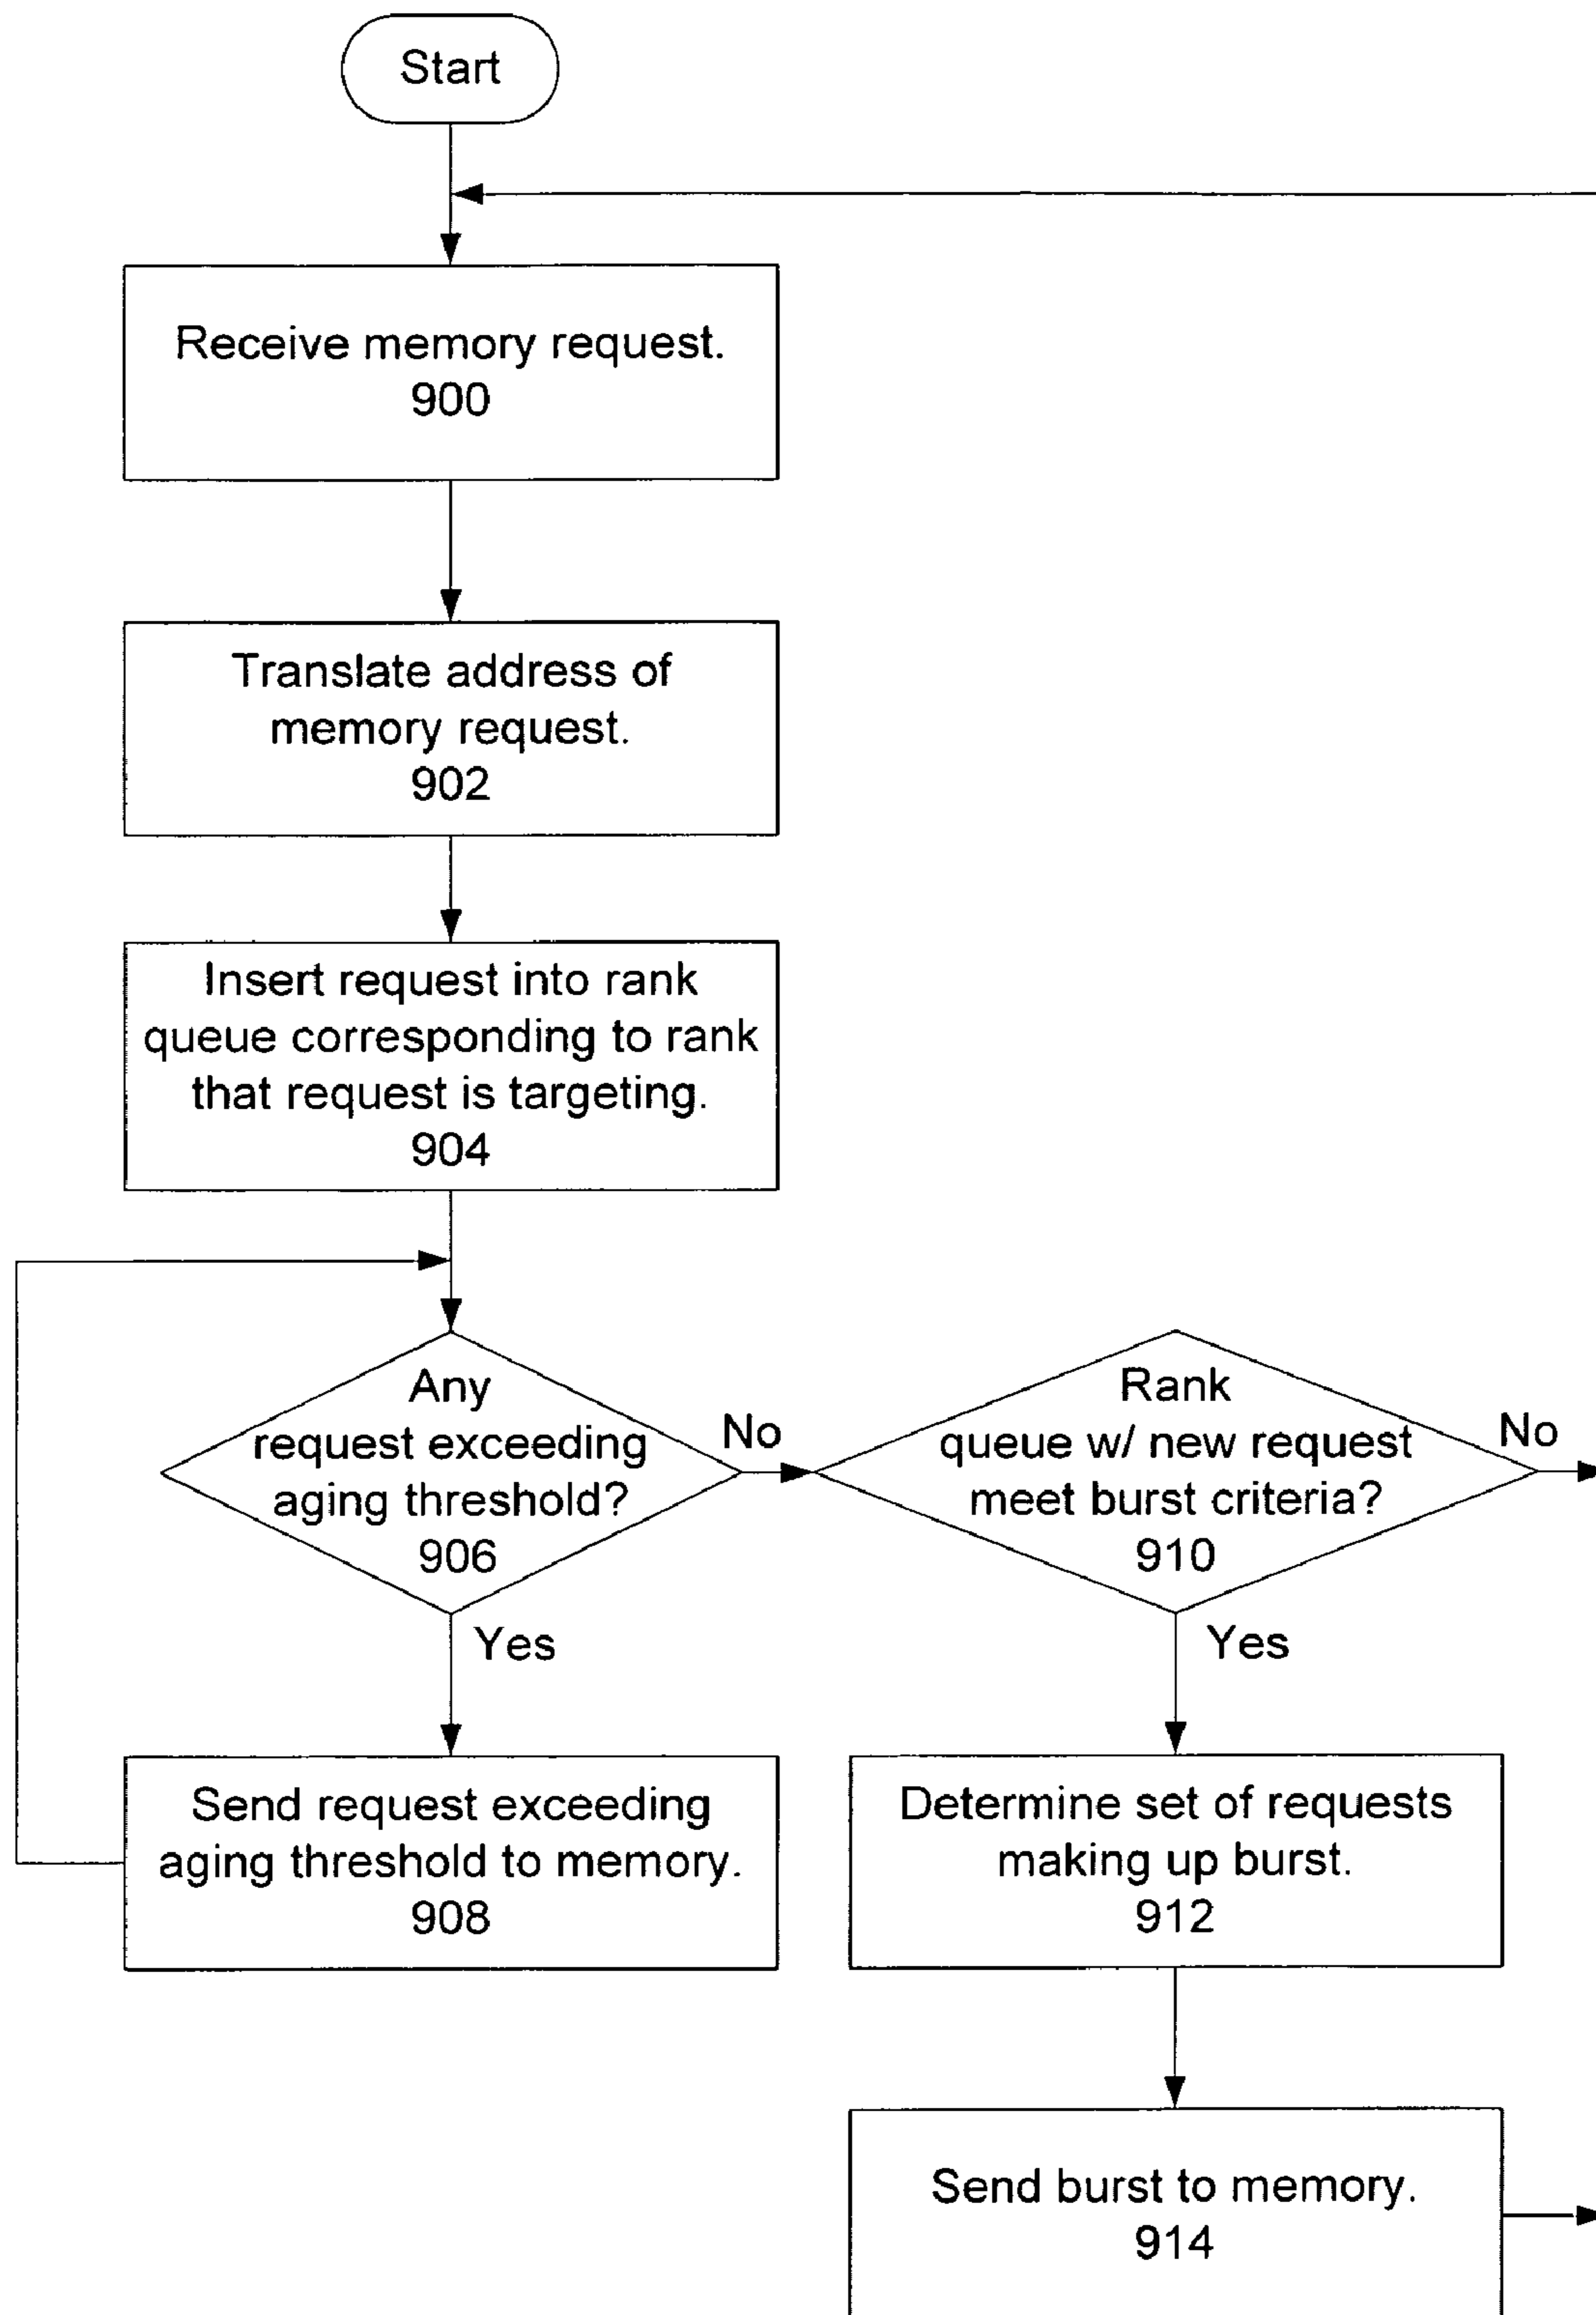 Start
Receive memory request.
900
Translate address of
memory request.
902
Insert request into rank
queue corresponding to rank
that request is targeting.
904
Any
request exceeding
aging threshold?
906
No
Yes
Rank
queue w/ new request
meet burst criteria?
910
No
Yes
Send request exceeding
aging threshold to memory.
908
Determine set of requests
making up burst.
912
Send burst to memory.
914